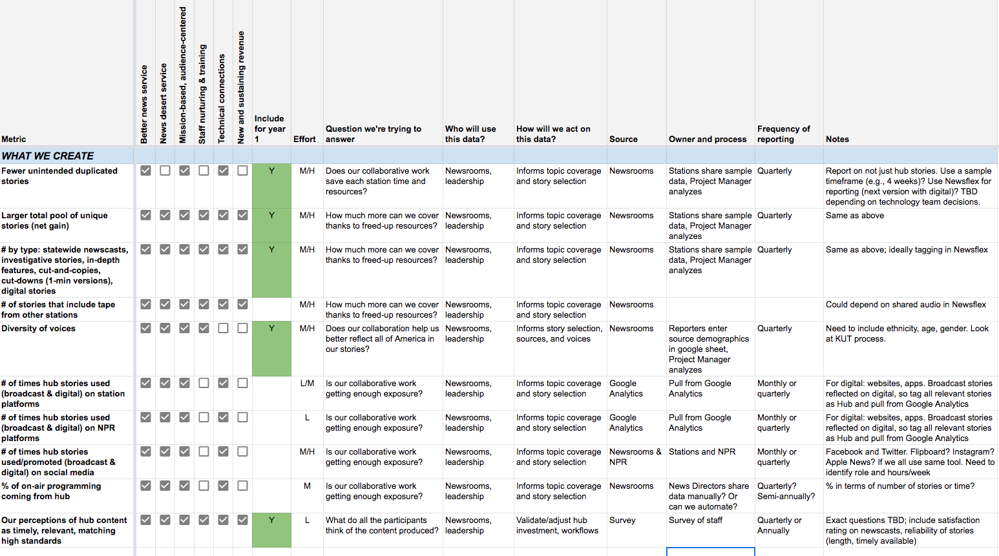 Metric
Better news service
News desert service
Mission-based, audience-centered
Staff nurturing & training
Technical connections
New and sustaining revenue
Include
for year
1
Effort
Question we're trying to
answer
Who will use
this data?
How will we act on
this data?
Source
Owner and process
Frequency of
reporting
Notes
WHAT WE CREATE
Fewer unintended duplicated
stories
Y
M/H
Does our collaborative work
save each station time and
resources?
Newsrooms,
leadership
Informs topic coverage
and story selection
Newsrooms
Stations share sample
data, Project Manager
analyzes
Quarterly
Report on not just hub stories. Use a sample
timeframe (e.g., 4 weeks)? Use Newsflex for
reporting (next version with digital)? TBD
depending on technology team decisions.
Larger total pool of unique
stories (net gain)
Y
M/H
How much more can we cover
thanks to freed-up resources?
Newsrooms,
leadership
Informs topic coverage
and story selection
Newsrooms
Stations share sample
data, Project Manager
analyzes
Quarterly
Same as above
# by type: statewide newscasts,
investigative stories, in-depth
features, cut-and-copies,
cut-downs (1-min versions),
digital stories
Y
M/H
How much more can we cover
thanks to freed-up resources?
Newsrooms,
leadership
Informs topic coverage
and story selection
Newsrooms
Stations share sample
data, Project Manager
analyzes
Quarterly
Same as above; ideally tagging in Newsflex
# of stories that include tape
from other stations
M/H
How much more can we cover
thanks to freed-up resources?
Newsrooms,
leadership
Informs topic coverage
and story selection
Newsrooms
Could depend on shared audio in Newsflex
Diversity of voices
Y
M/H
Does our collaboration help us
better reflect all of America in
our stories?
Newsrooms,
leadership
Informs story selection,
sources, and voices
Newsrooms
Reporters enter
source demographics
in google sheet,
Project Manager
analyzes
Quarterly
Need to include ethnicity, age, gender. Look
at KUT process.
# of times hub stories used
(broadcast & digital) on station
platforms
L/M
Is our collaborative work
getting enough exposure?
Newsrooms,
leadership
Informs topic coverage
and story selection
Google
Analytics
Pull from Google
Analytics
Monthly or
quarterly
For digital: websites, apps. Broadcast stories
reflected on digital, so tag all relevant stories
as Hub and pull from Google Analytics
# of times hub stories used
(broadcast & digital) on NPR
platforms
L
Is our collaborative work
getting enough exposure?
Newsrooms,
leadership
Informs topic coverage
and story selection
Google
Analytics
Pull from Google
Analytics
Monthly or
quarterly
For digital: websites, apps. Broadcast stories
reflected on digital, so tag all relevant stories
as Hub and pull from Google Analytics
# of times hub stories
used/promoted (broadcast &
digital) on social media
M/H
Is our collaborative work
getting enough exposure?
Newsrooms,
leadership
Informs topic coverage
and story selection
Newsrooms &
NPR
Stations and NPR
Monthly or
quarterly
Facebook and Twitter. Flipboard? Instagram?
Apple News? If we all use same tool. Need to
identify role and hours/week
% of on-air programming
coming from hub
M
Is our collaborative work
getting enough exposure?
Newsrooms,
leadership
Informs topic coverage
and story selection
Newsrooms
News Directors share
data manually? Or
can we automate?
Quarterly?
Semi-annually?
% in terms of number of stories or time?
Our perceptions of hub content
as timely, relevant, matching
high standards
Y
L
What do all the participants
think of the content produced?
Newsrooms,
leadership
Validate/adjust hub
investment, workflows
Survey
Survey of staff
Quarterly or
Annually
Exact questions TBD; include satisfaction
rating on newscasts, reliability of stories
(length, timely available)